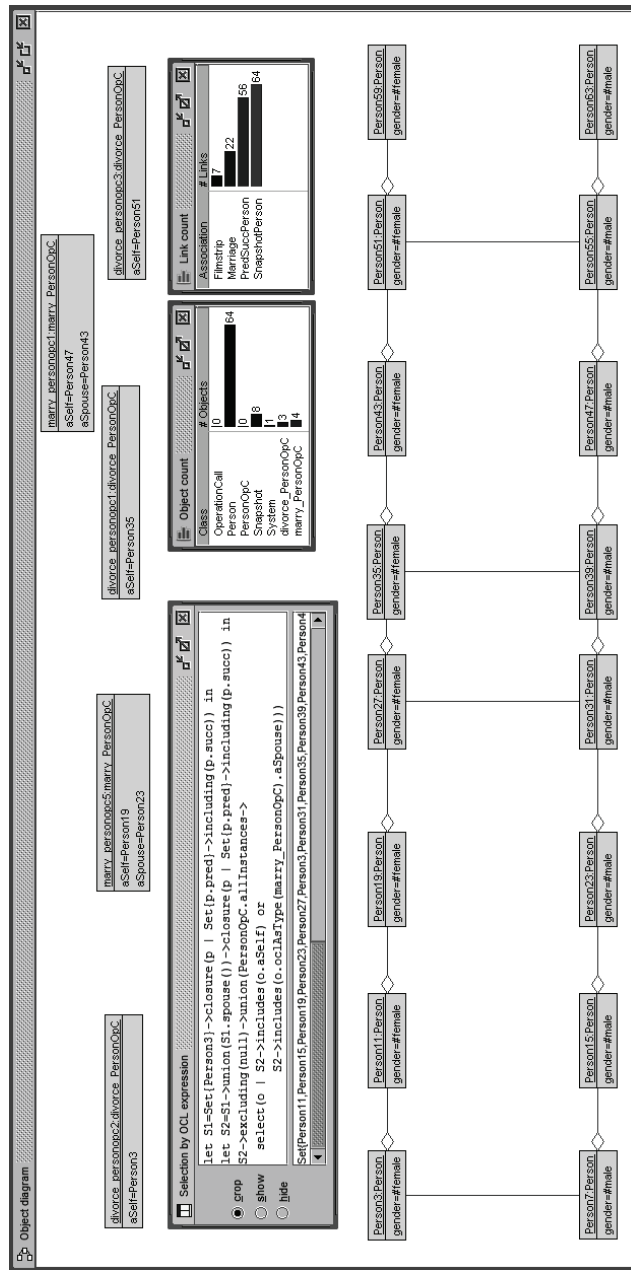 Object diagram
divorce_personopc2:divorce_PersonOpC
aSelf=Person3
marry_personopc5:marry_PersonOpC
aSelf=Person19
aSpouse=Person23
divorce_personopc1:divorce_PersonOpC
aSelf=Person35
marry_personopc1:marry_PersonOpC
aSelf=Person47
aSpouse=Person43
divorce_personopc3:divorce_PersonOpC
aSelf=Person51
Selection by OCL expression
crop
show
hide
let S1=Set{Person3}->closure(p | Set{p.pred}->including(p.succ)) in
let S2=S1->union(S1.spouse())->closure(p | Set{p.pred}->including(p.succ)) in
S2->excluding(null)->union(PersonOpC.allInstances->
select(o | S2->includes(o.aSelf) or
S2->includes(o.oclAsType(marry_PersonOpC).aSpouse)))
Set{Person11,Person15,Person19,Person23,Person27,Person3,Person31,Person35,Person39,Person43,Person4
Object count
Class # Objects
OperationCall 0
Person 64
PersonOpC 0
Snapshot 8
System 1
divorce_PersonOpC 3
marry_PersonOpC 4
Link count
Association # Links
Filmstrip 7
Marriage 22
PredSuccPerson 56
SnapshotPerson 64
Person3:Person
gender=#female
Person11:Person
gender=#female
Person19:Person
gender=#female
Person27:Person
gender=#female
Person35:Person
gender=#female
Person43:Person
gender=#female
Person51:Person
gender=#female
Person59:Person
gender=#female
Person7:Person
gender=#male
Person15:Person
gender=#male
Person23:Person
gender=#male
Person31:Person
gender=#male
Person39:Person
gender=#male
Person47:Person
gender=#male
Person55:Person
gender=#male
Person63:Person
gender=#male